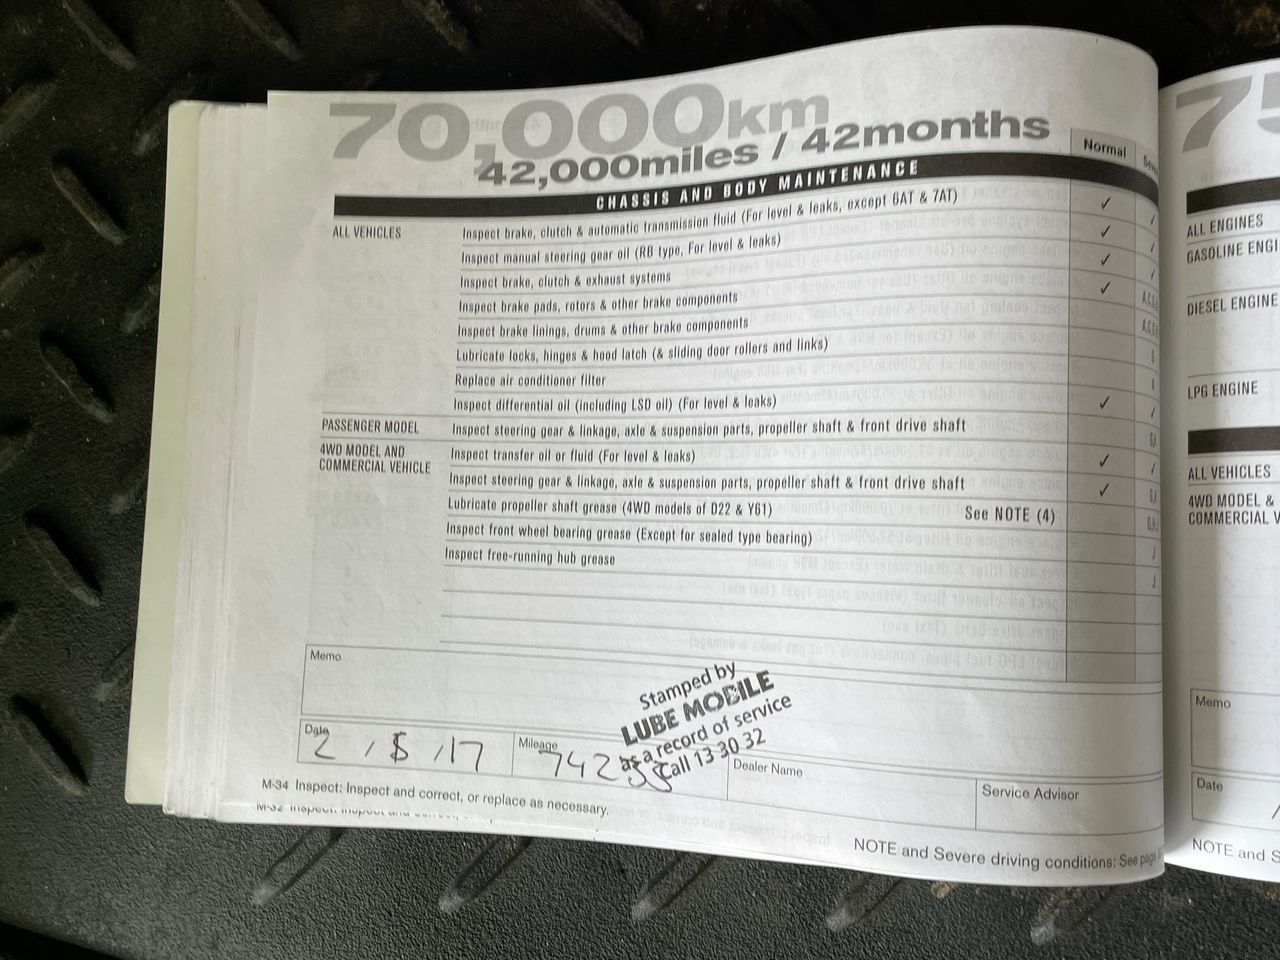 70,000km
42,000miles / 42months
Normal
CHASSIS AND BODY MAINTENANCE
ALL VEHICLES
Inspect brake, clutch & automatic transmission fluid (For level & leaks, except 6AT & 7AT) ✓
Inspect manual steering gear oil (RB type, For level & leaks) ✓
Inspect brake, clutch & exhaust systems ✓
Inspect brake pads, rotors & other brake components ✓
Inspect brake linings, drums & other brake components
Lubricate locks, hinges & hood latch (& sliding door rollers and links)
Replace air conditioner filter
Inspect differential oil (including LSD oil) (For level & leaks) ✓
PASSENGER MODEL
Inspect steering gear & linkage, axle & suspension parts, propeller shaft & front drive shaft
4WD MODEL AND
COMMERCIAL VEHICLE
Inspect transfer oil or fluid (For level & leaks) ✓
Inspect steering gear & linkage, axle & suspension parts, propeller shaft & front drive shaft ✓
Lubricate propeller shaft grease (4WD models of D22 & Y61) See NOTE (4)
Inspect front wheel bearing grease (Except for sealed type bearing)
Inspect free-running hub grease
Memo
Stamped by
LUBE MOBILE
as a record of service
Call 13 30 32
Date
Mileage
Dealer Name
Service Advisor
M-34 Inspect: Inspect and correct, or replace as necessary.
NOTE and Severe driving conditions: See page
ALL ENGINES
DIESEL ENGINE
LPG ENGINE
ALL VEHICLES
4WD MODEL &
COMMERCIAL
Memo
Date
NOTE and